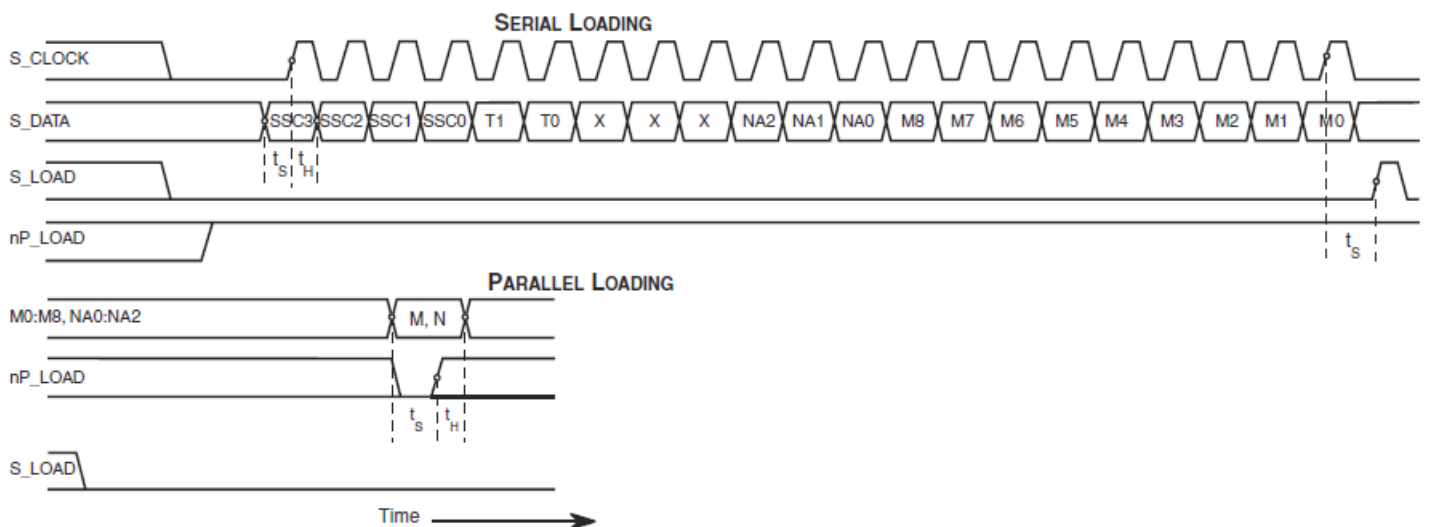 SERIAL LOADING
S_CLOCK
S_DATA SSC3 SSC2 SSC1 SSC0 T1 T0 X X X NA2 NA1 NA0 M8 M7 M6 M5 M4 M3 M2 M1 M0
tS tH
S_LOAD
nP_LOAD
tS
PARALLEL LOADING
M0:M8, NA0:NA2 M, N
nP_LOAD
tS tH
S_LOAD
Time